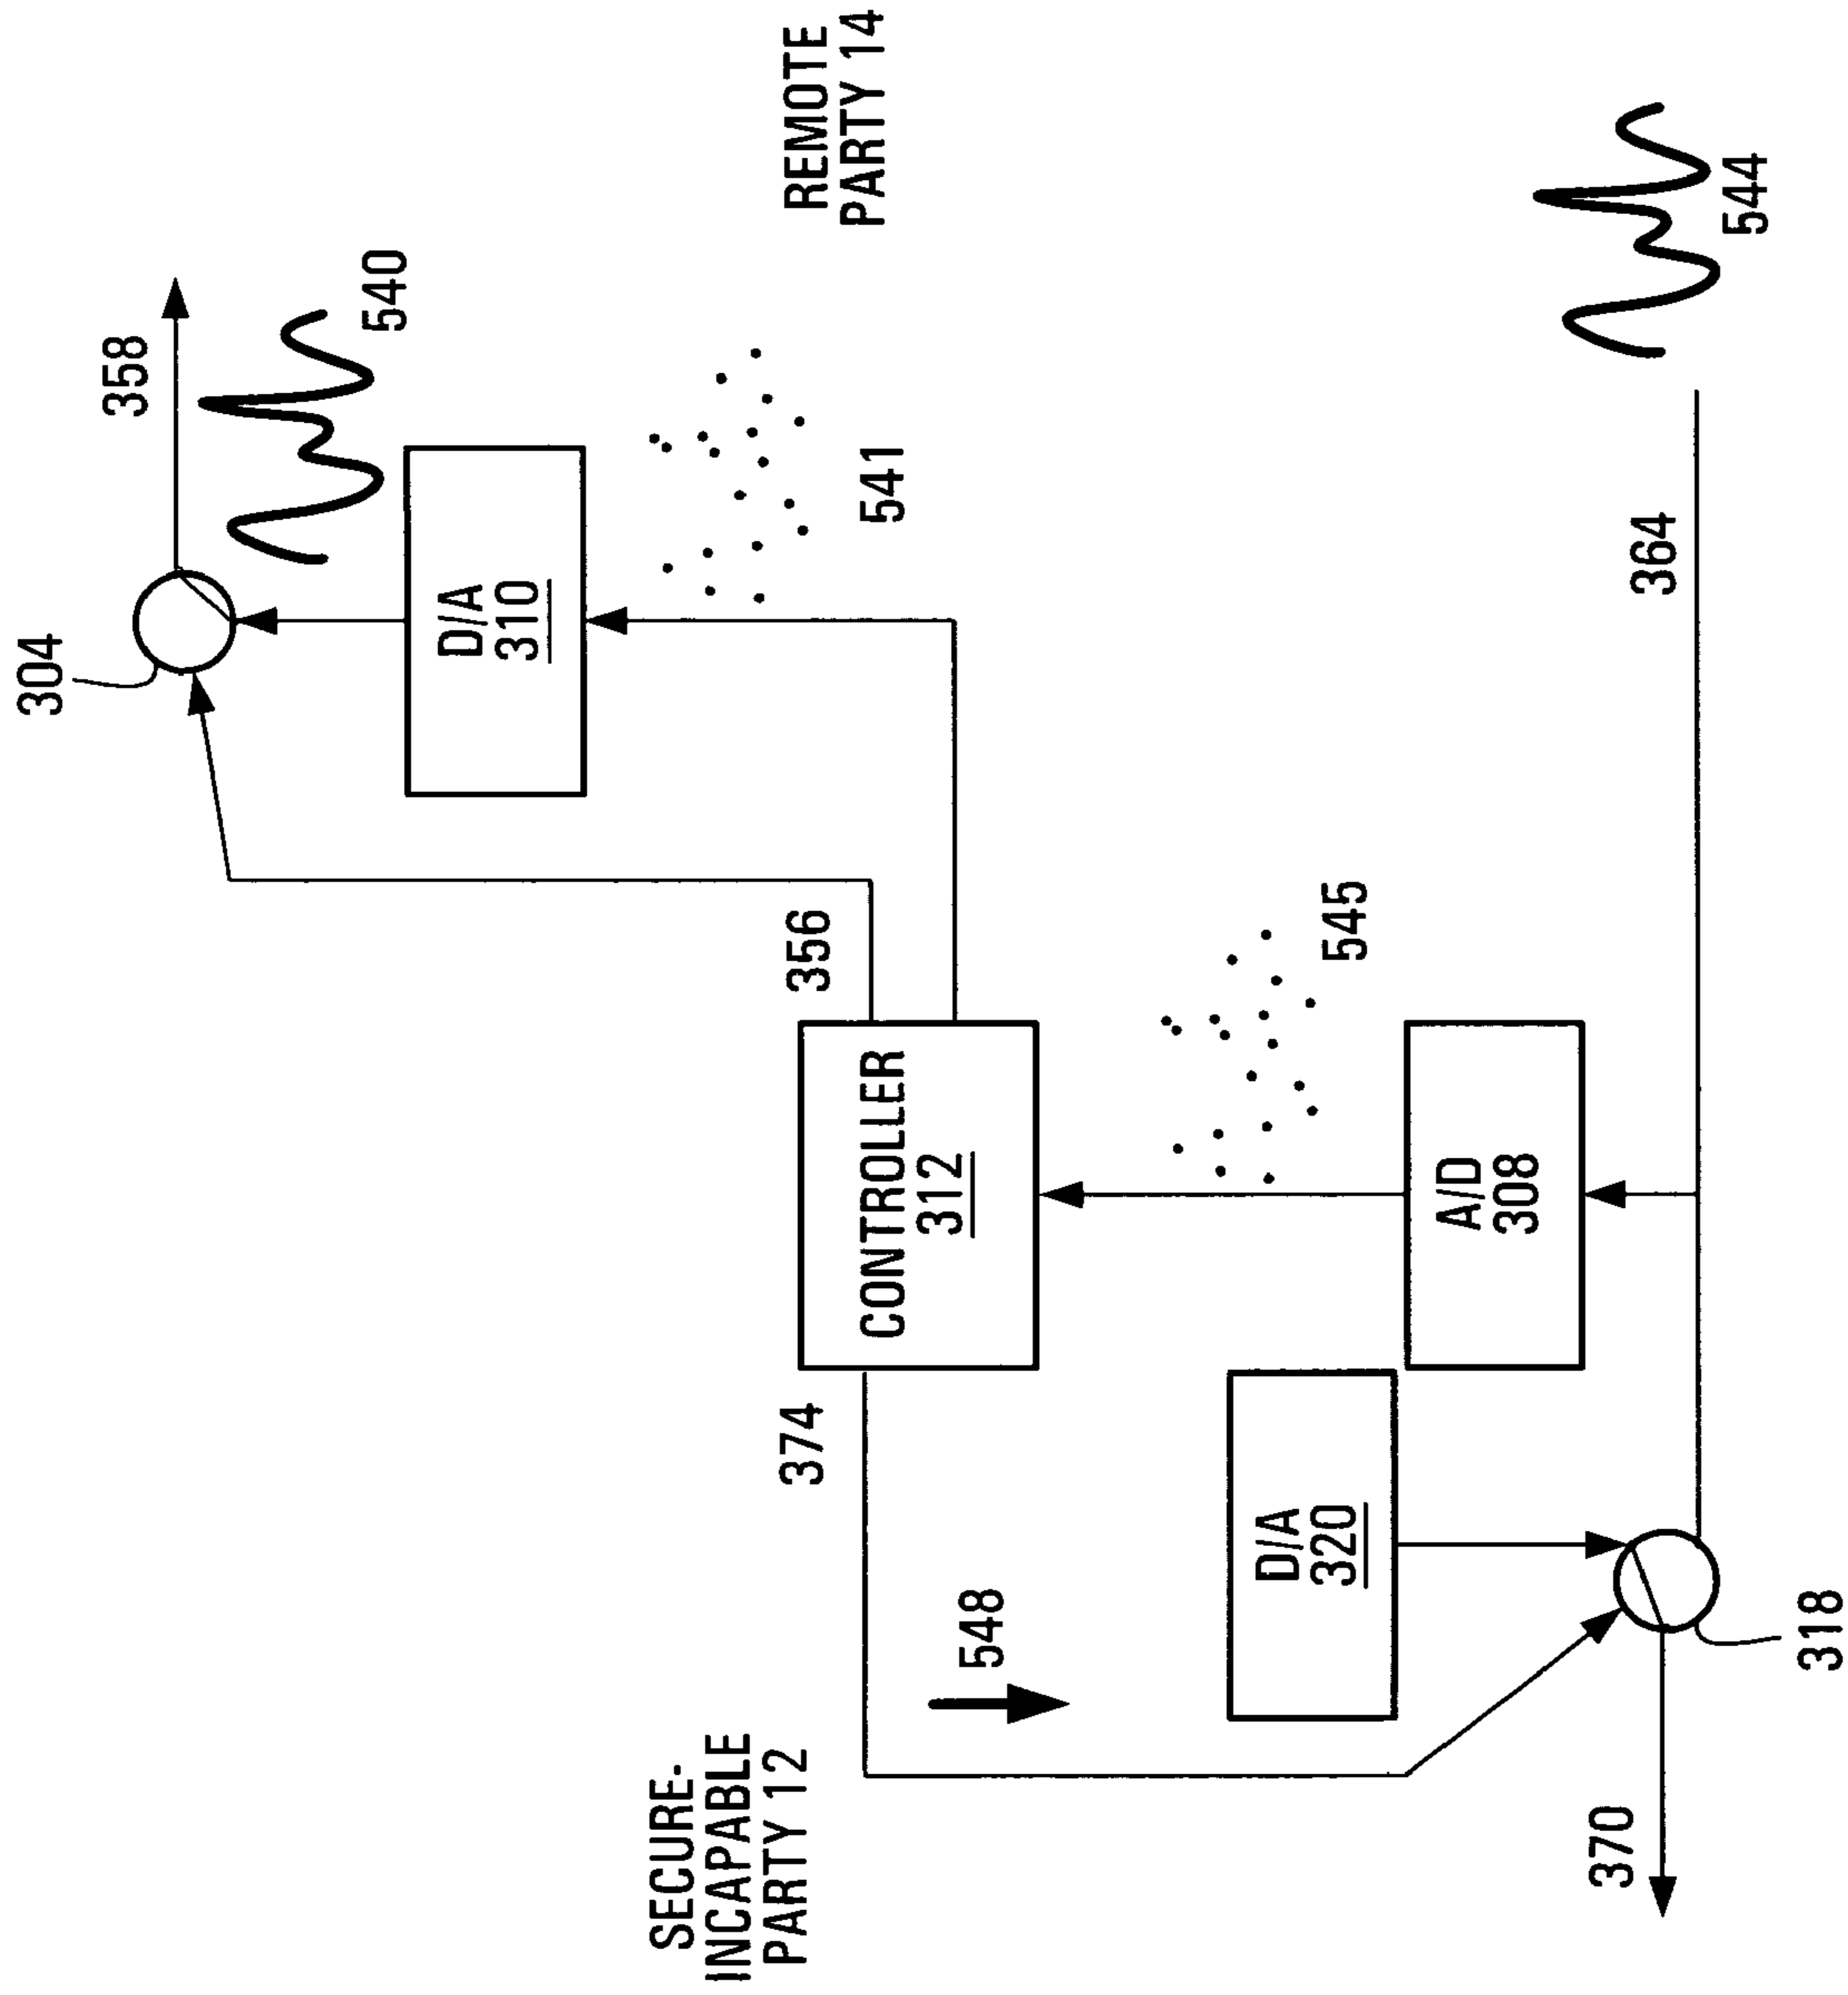 304
358
540
D/A
310
SECURE-
INCAPABLE
PARTY 12
374
356
REMOTE
PARTY 14
CONTROLLER
312
541
548
D/A
320
545
A/D
308
370
364
544
318